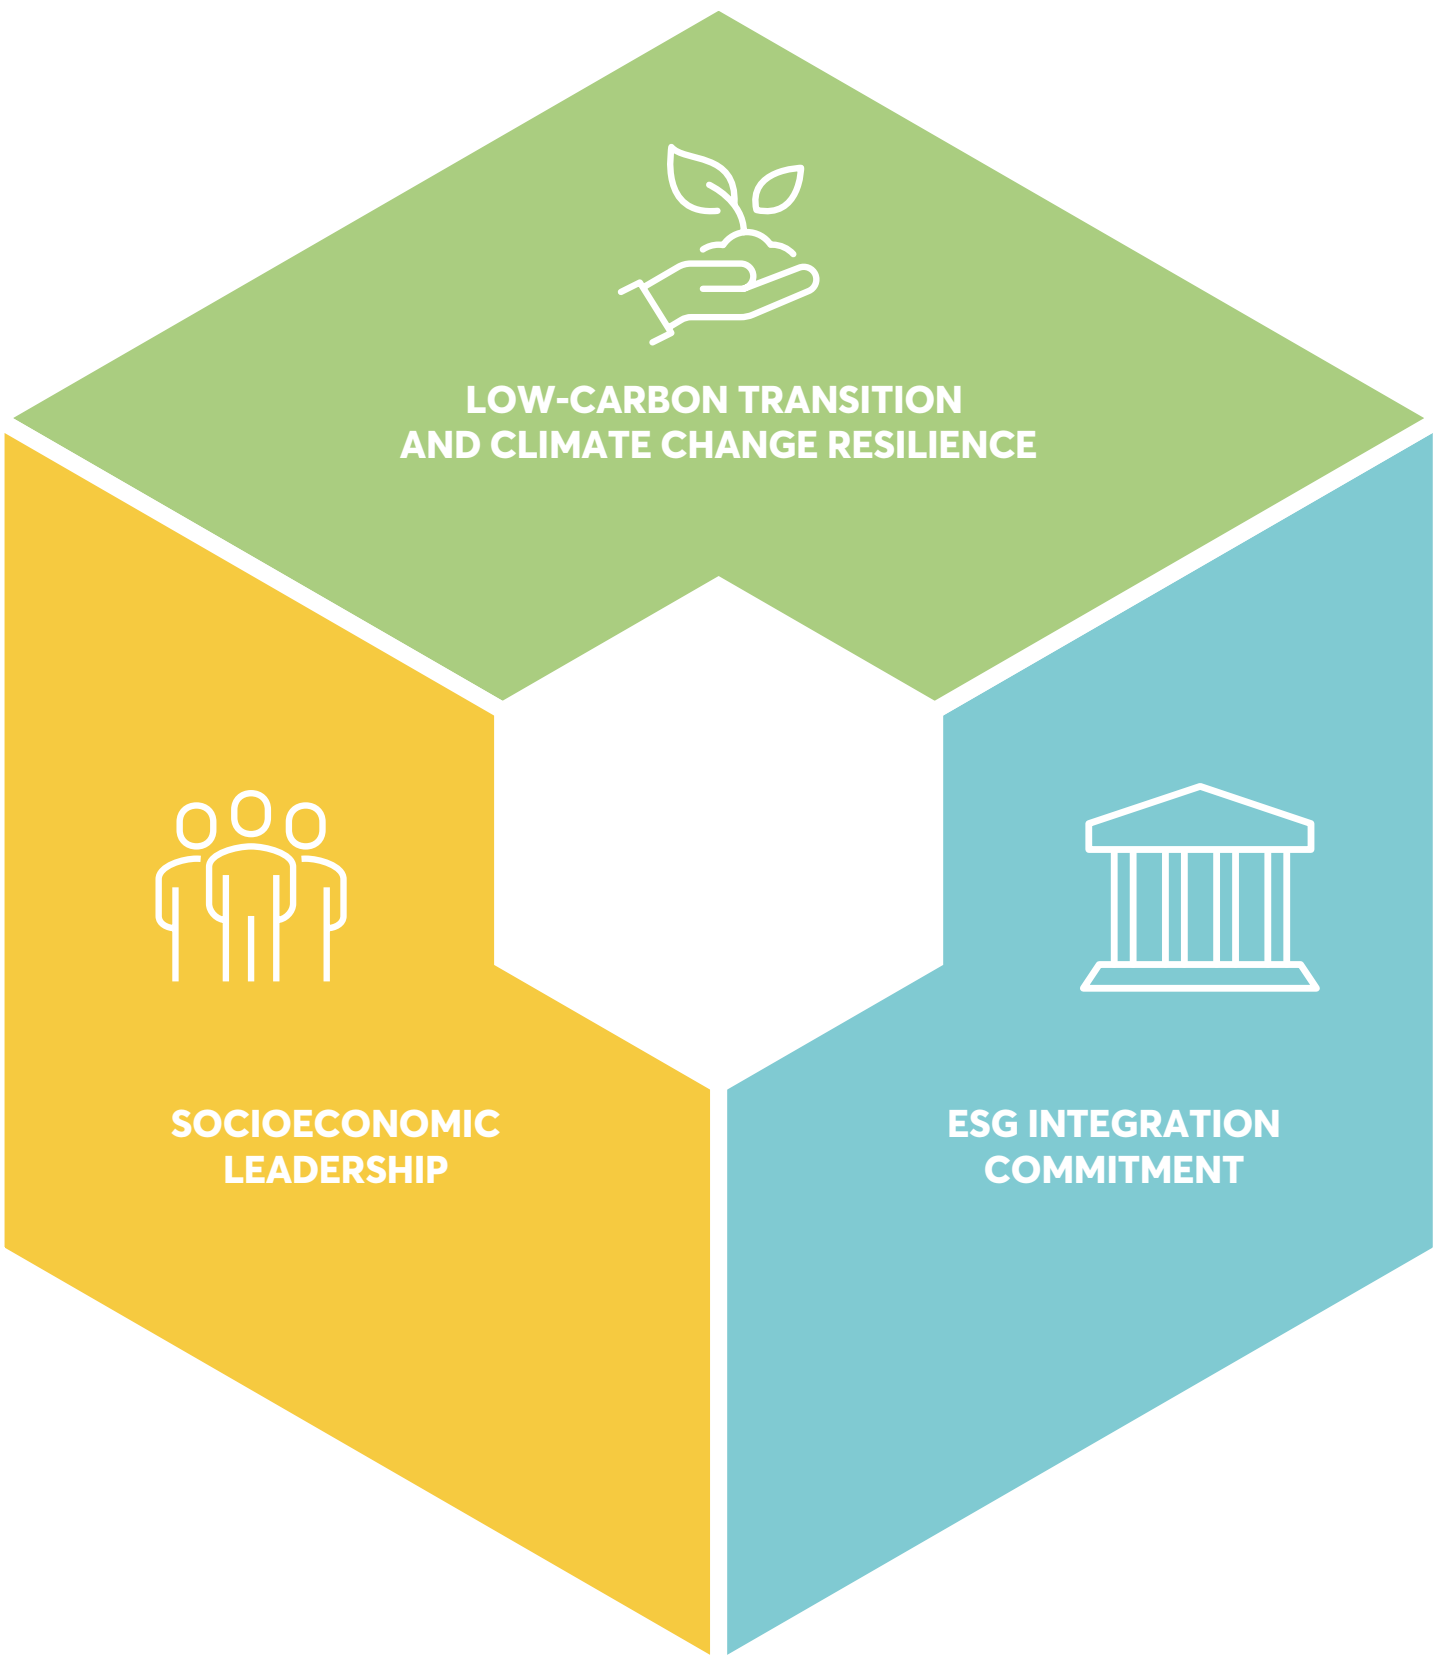 LOW-CARBON TRANSITION
AND CLIMATE CHANGE RESILIENCE
SOCIOECONOMIC
LEADERSHIP
ESG INTEGRATION
COMMITMENT